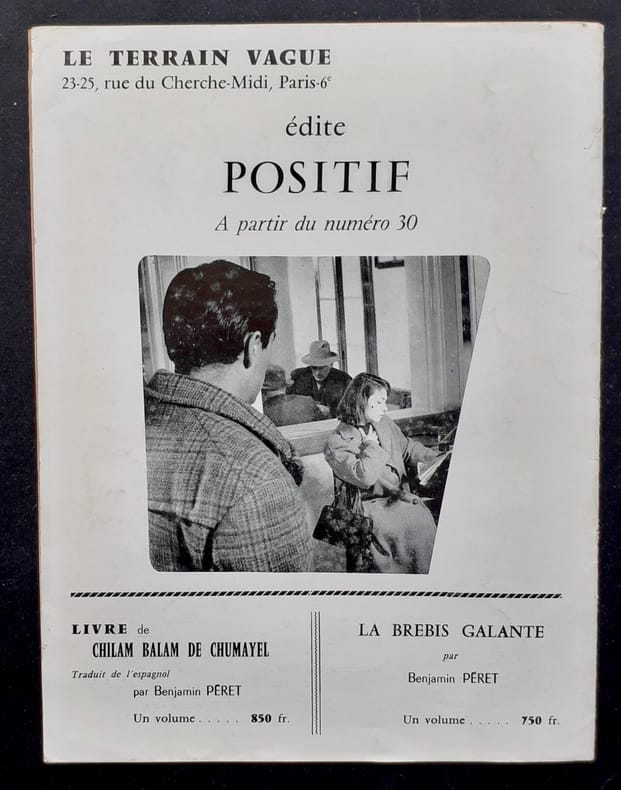 LE TERRAIN VAGUE
23-25, rue du Cherche-Midi, Paris-6e
édite
POSITIF
A partir du numéro 30
LIVRE de
CHILAM BALAM DE CHUMAYEL
Traduit de l'espagnol
par Benjamin PÉRET
Un volume . . . . . 850 fr.
LA BREBIS GALANTE
par
Benjamin PÉRET
Un volume . . . . . 750 fr.